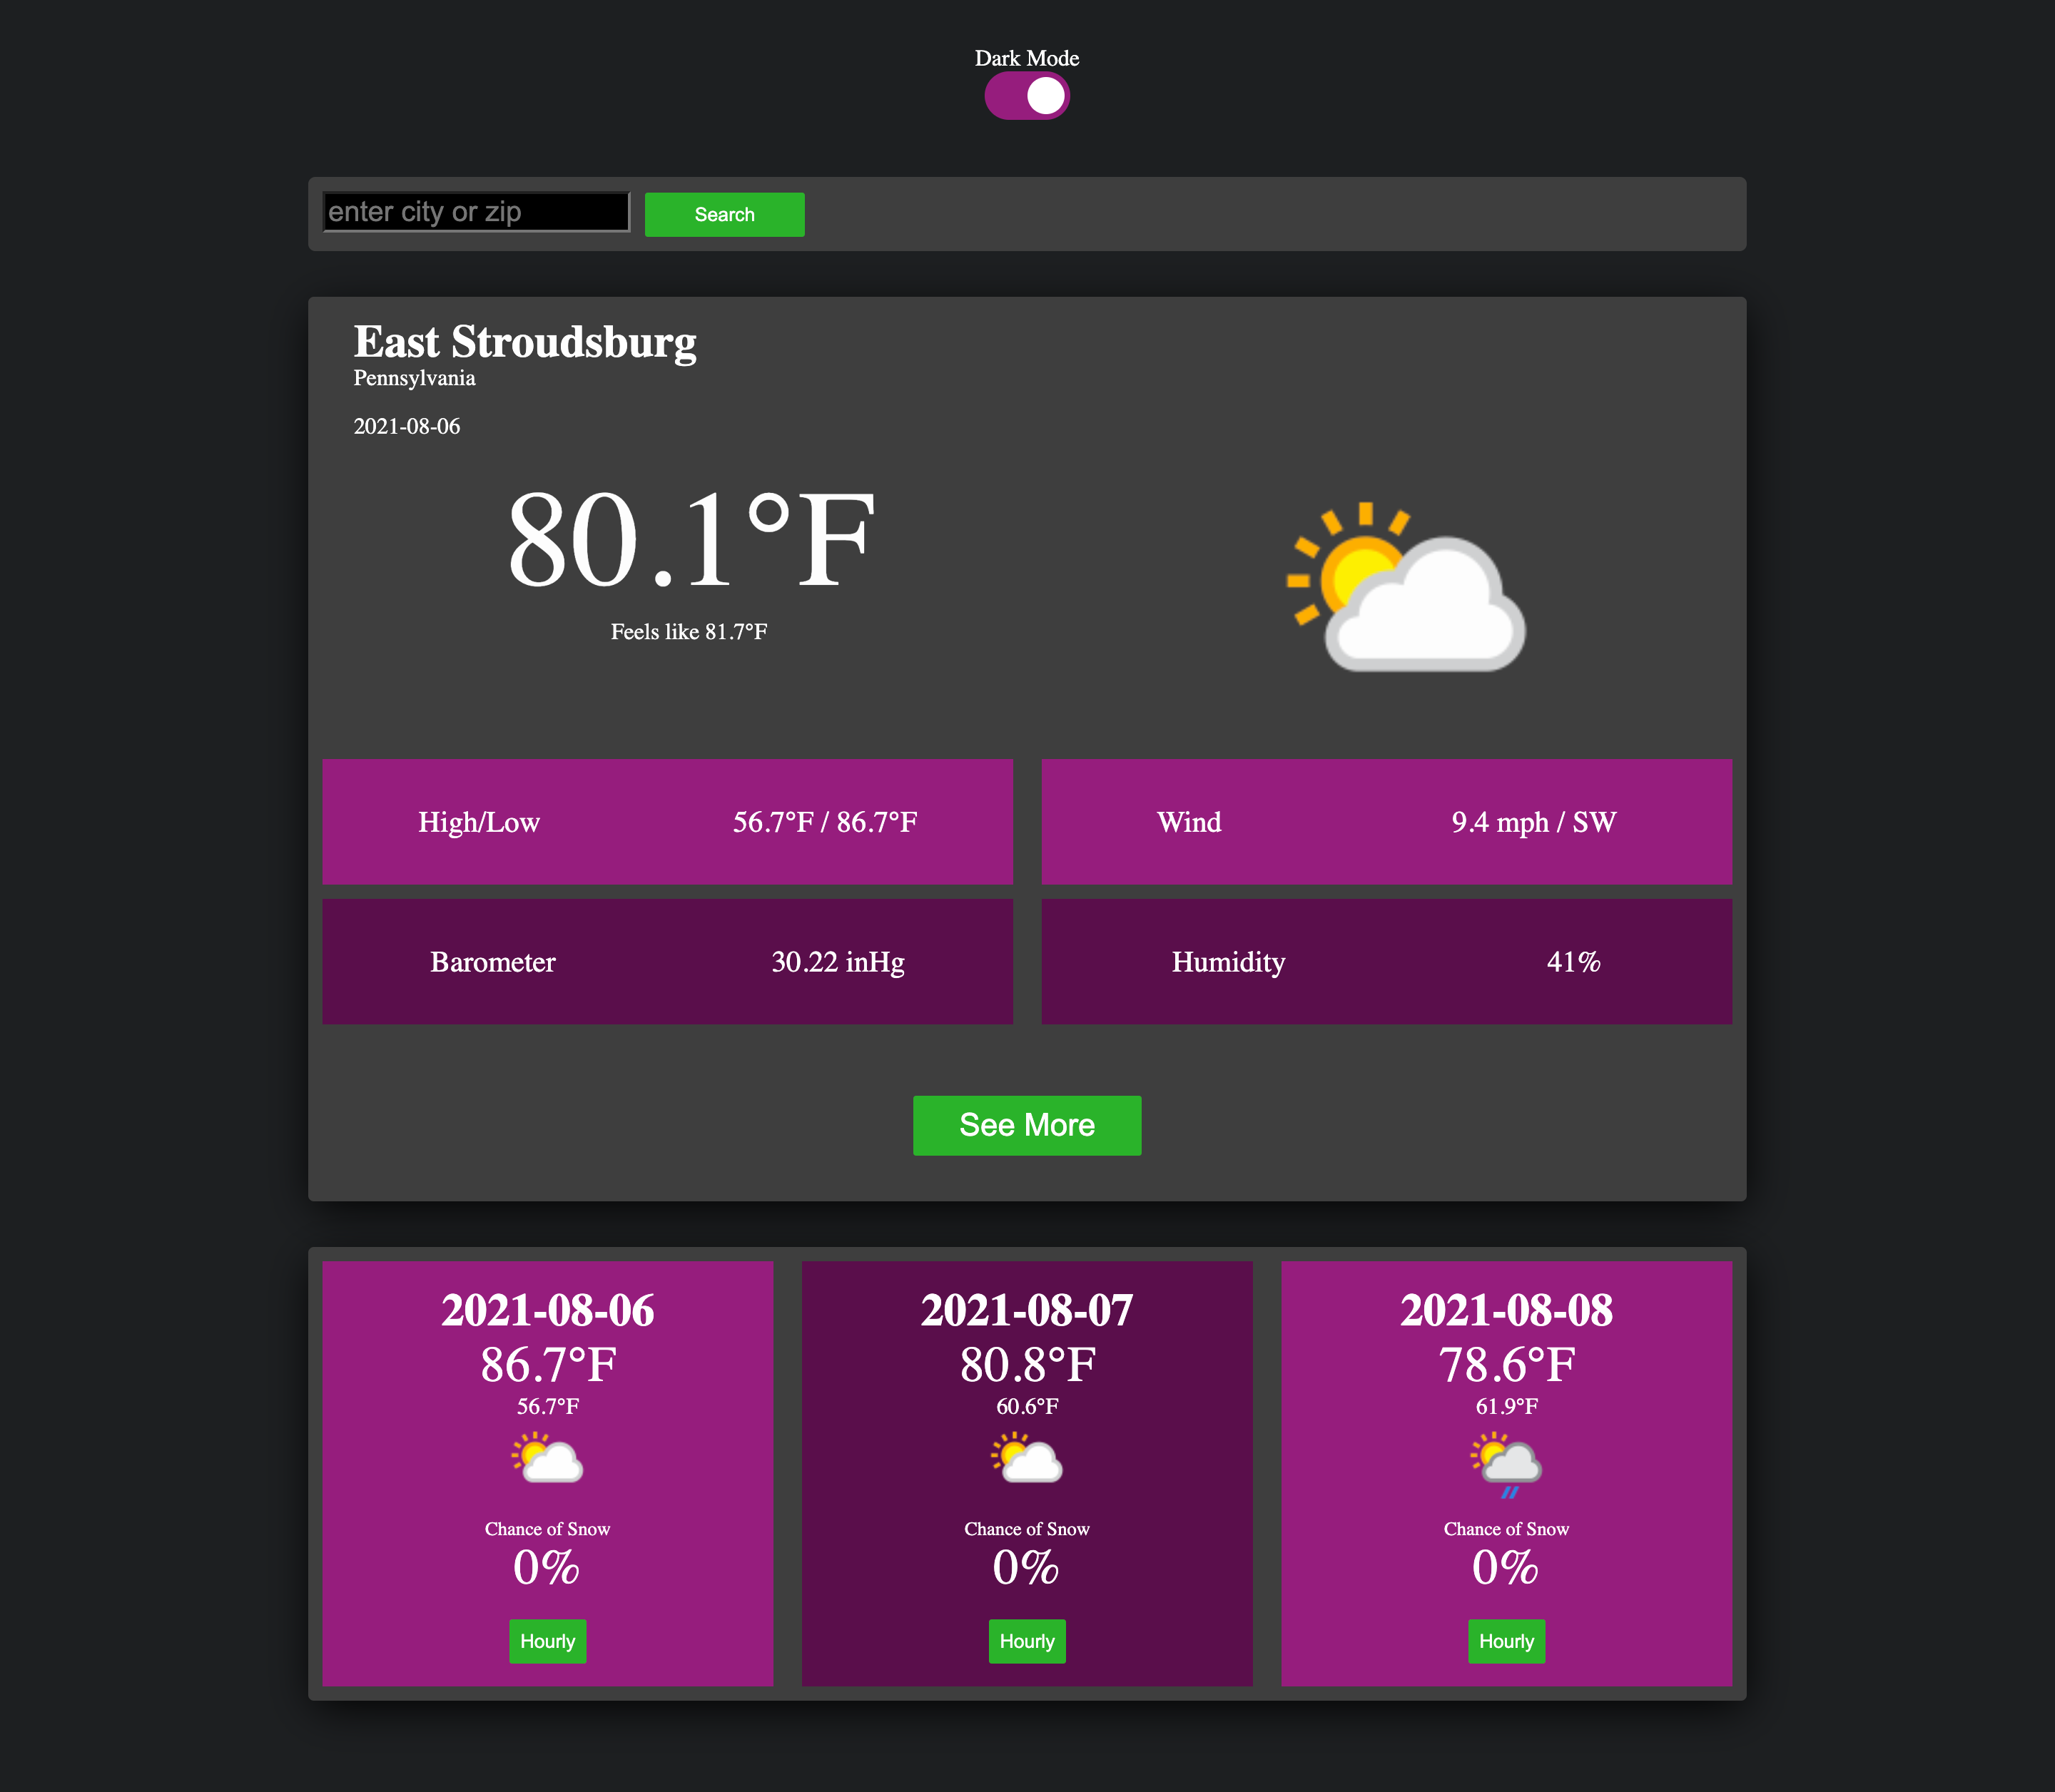 Dark Mode
enter city or zip
Search
East Stroudsburg
Pennsylvania
2021-08-06
80.1°F
Feels like 81.7°F
High/Low 56.7°F / 86.7°F
Wind 9.4 mph / SW
Barometer 30.22 inHg
Humidity 41%
See More
2021-08-06
86.7°F
56.7°F
Chance of Snow
0%
Hourly
2021-08-07
80.8°F
60.6°F
Chance of Snow
0%
Hourly
2021-08-08
78.6°F
61.9°F
Chance of Snow
0%
Hourly